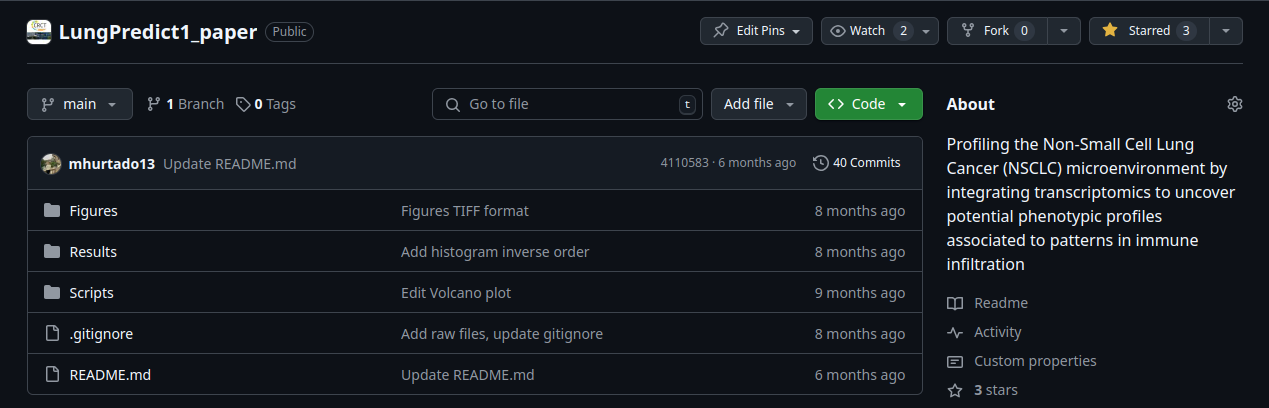 LungPredict1_paper Public Edit Pins Watch 2 Fork 0 Starred 3
main 1 Branch 0 Tags Go to file t Add file Code
mhurtado13 Update README.md 4110583 · 6 months ago 40 Commits
Figures Figures TIFF format 8 months ago
Results Add histogram inverse order 8 months ago
Scripts Edit Volcano plot 9 months ago
.gitignore Add raw files, update gitignore 8 months ago
README.md Update README.md 6 months ago
About
Profiling the Non-Small Cell Lung
Cancer (NSCLC) microenvironment by
integrating transcriptomics to uncover
potential phenotypic profiles
associated to patterns in immune
infiltration
Readme
Activity
Custom properties
3 stars